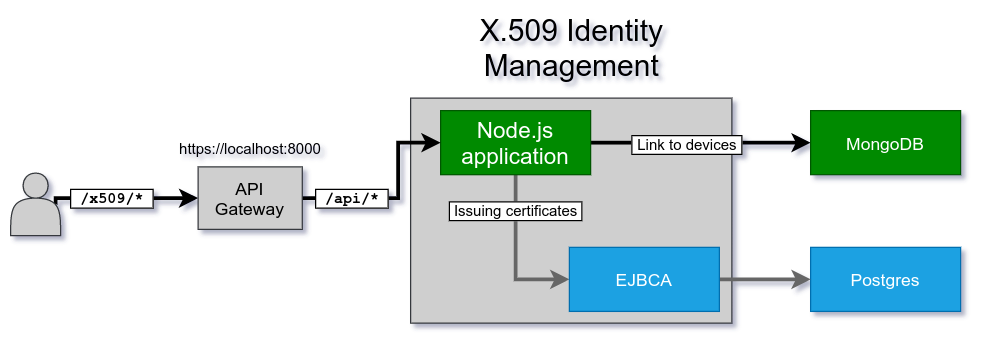 X.509 Identity
Management
https://localhost:8000
Node.js
application
Link to devices
MongoDB
/x509/*
API
Gateway
/api/*
Issuing certificates
EJBCA
Postgres